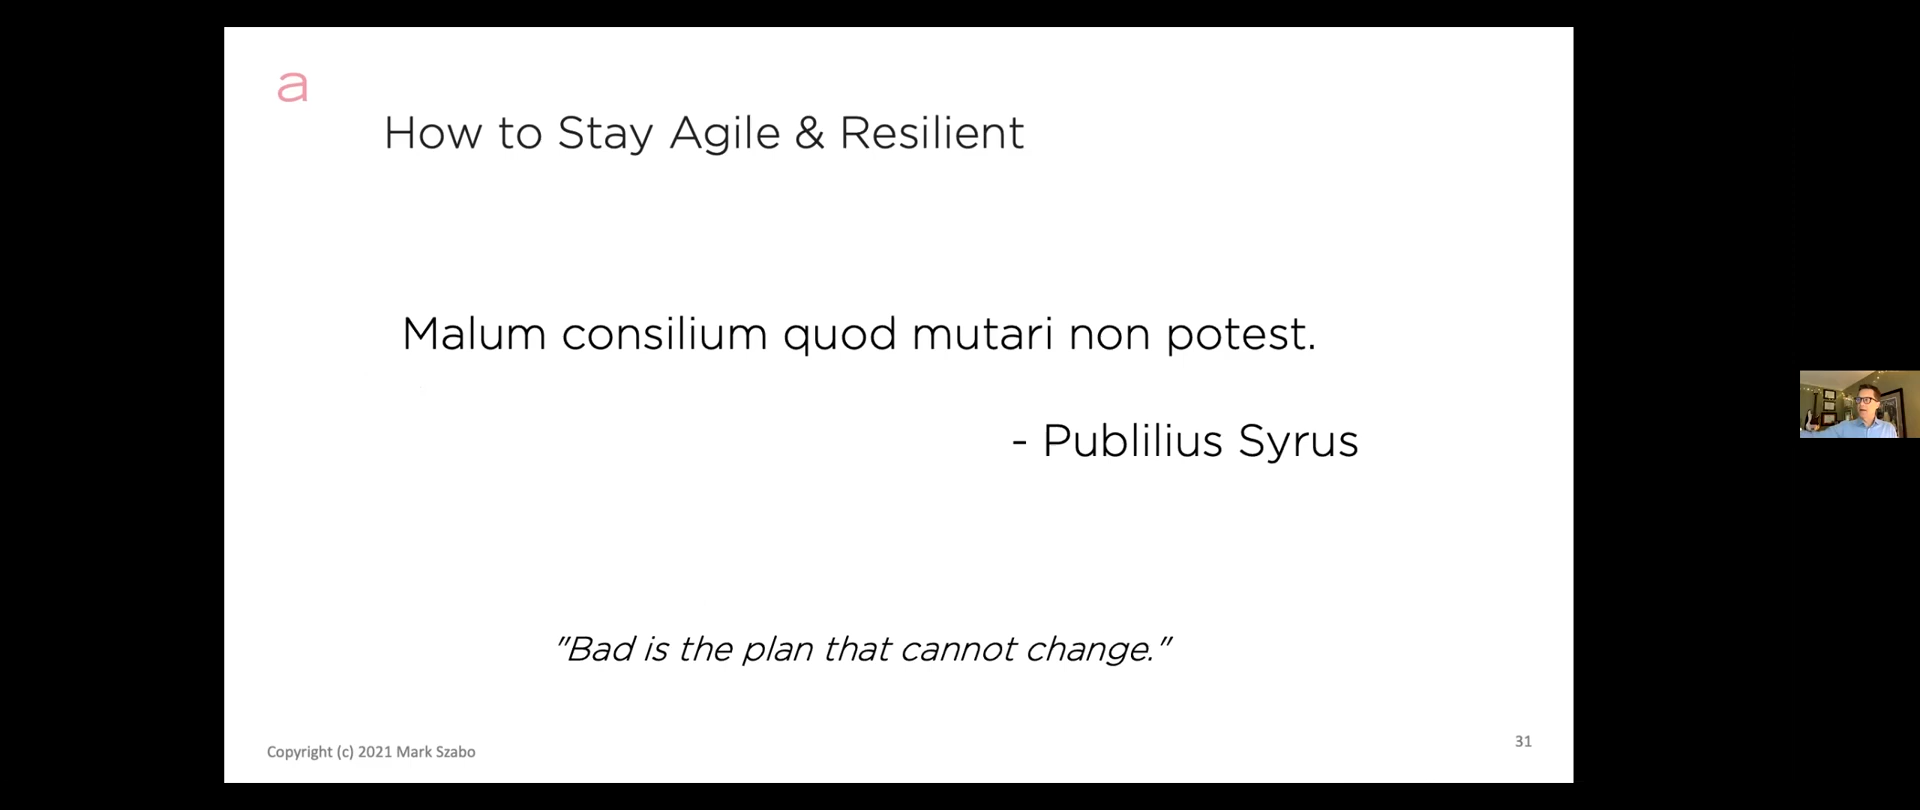 a
How to Stay Agile & Resilient
Malum consilium quod mutari non potest.
- Publilius Syrus
"Bad is the plan that cannot change."
Copyright (c) 2021 Mark Szabo
31